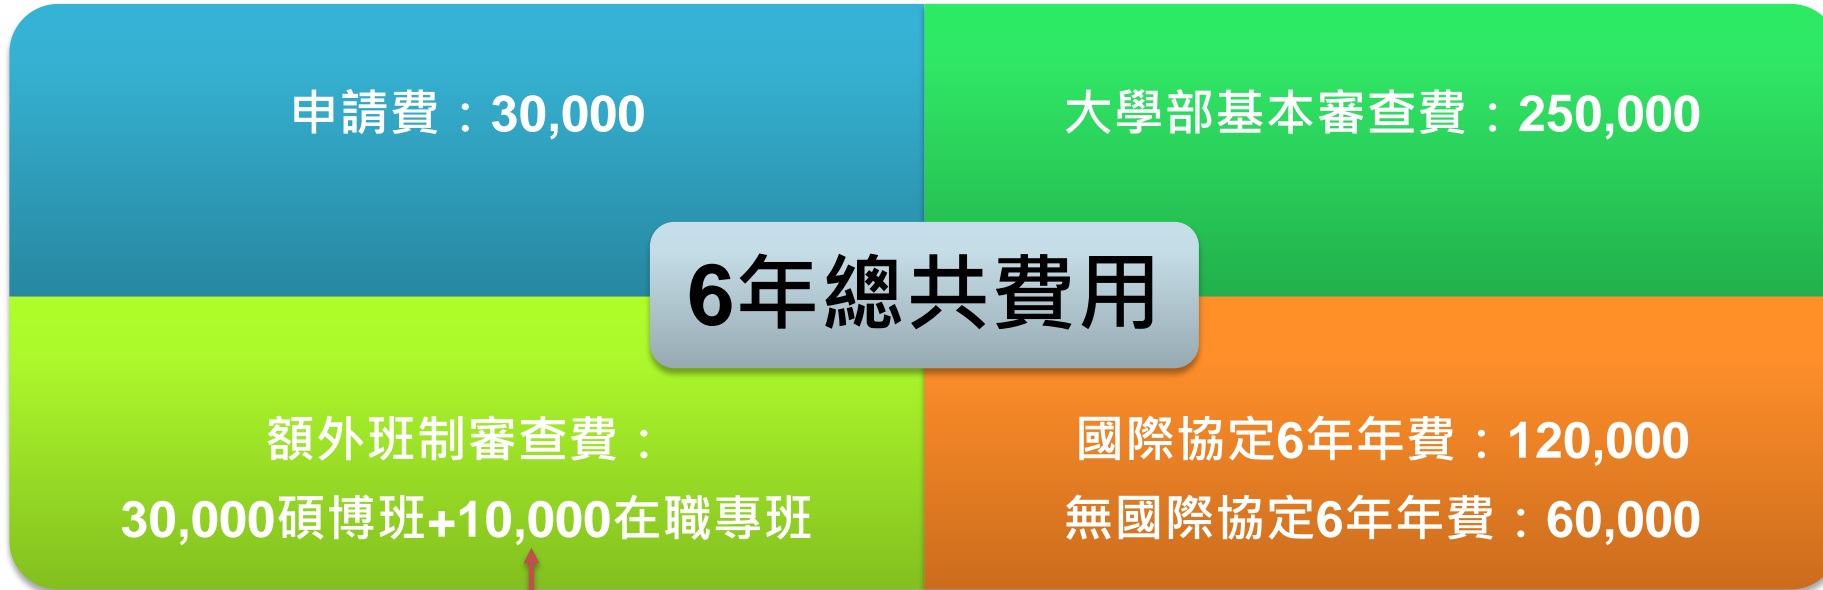 申請費：30,000
大學部基本審查費：250,000
6年總共費用
額外班制審查費：
30,000碩博班+10,000在職專班
國際協定6年年費：120,000
無國際協定6年年費：60,000